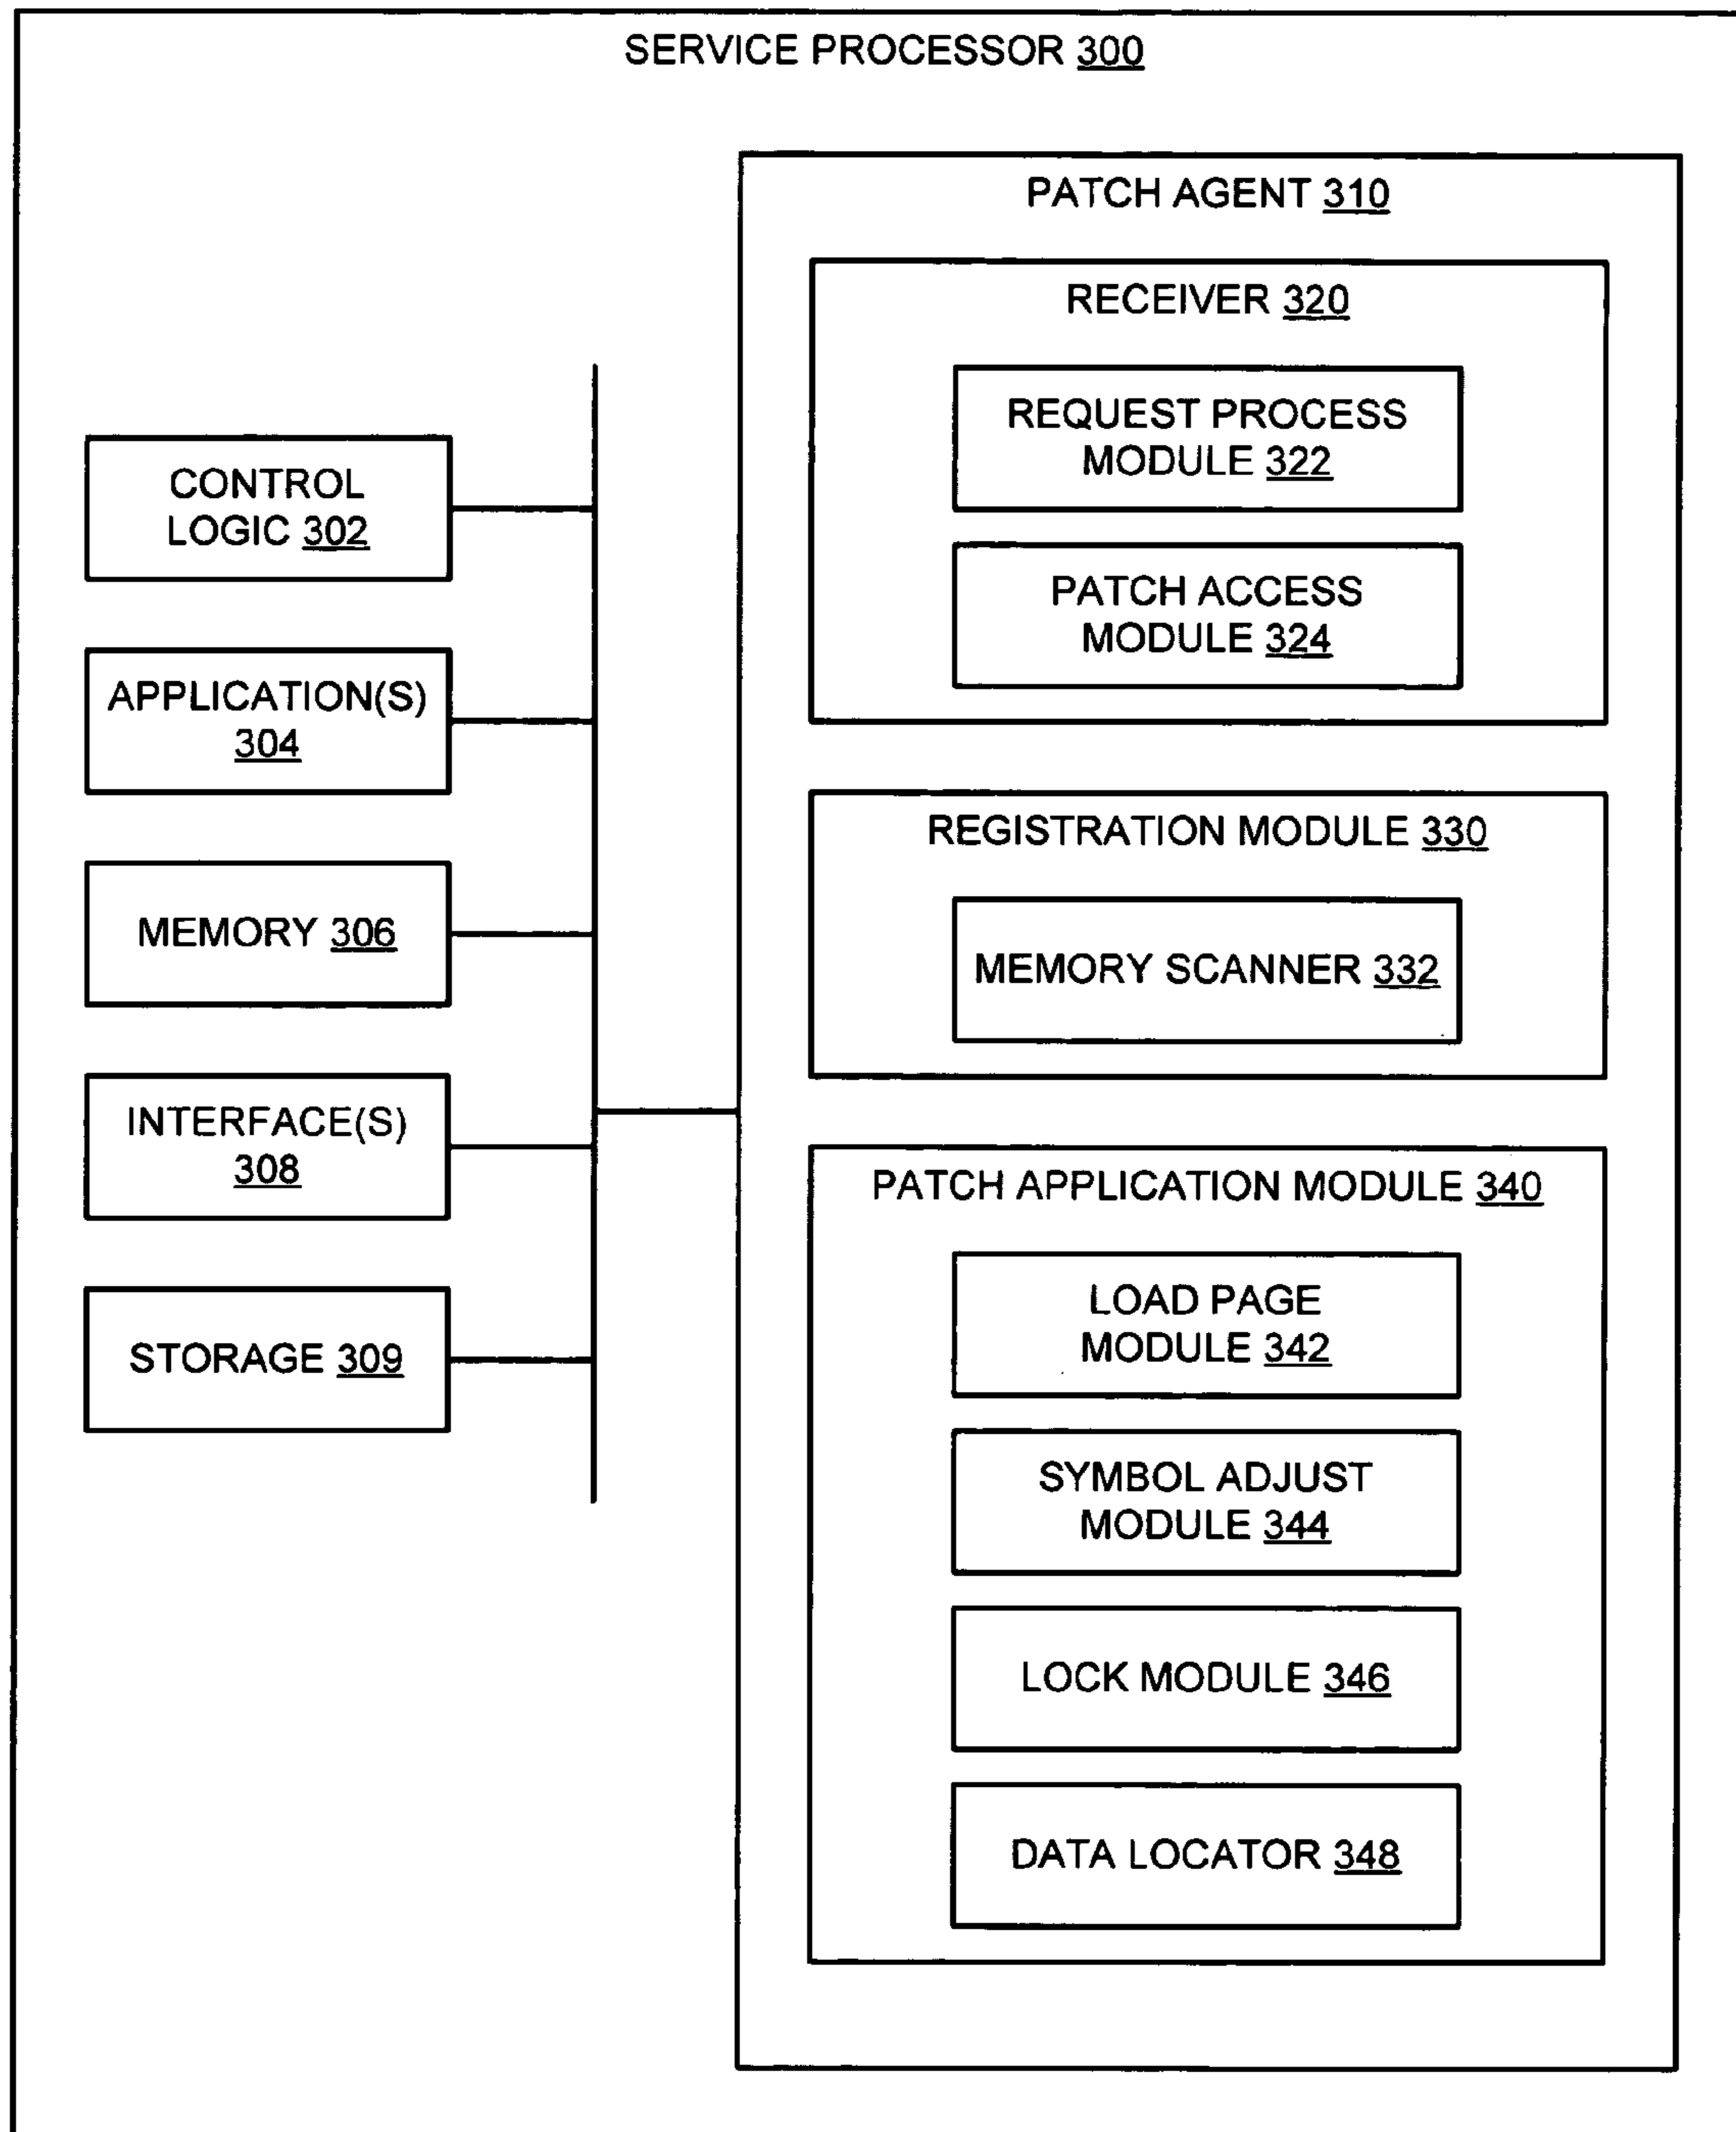 SERVICE PROCESSOR 300
PATCH AGENT 310
RECEIVER 320
REQUEST PROCESS
MODULE 322
PATCH ACCESS
MODULE 324
REGISTRATION MODULE 330
MEMORY SCANNER 332
PATCH APPLICATION MODULE 340
LOAD PAGE
MODULE 342
SYMBOL ADJUST
MODULE 344
LOCK MODULE 346
DATA LOCATOR 348
CONTROL
LOGIC 302
APPLICATION(S)
304
MEMORY 306
INTERFACE(S)
308
STORAGE 309